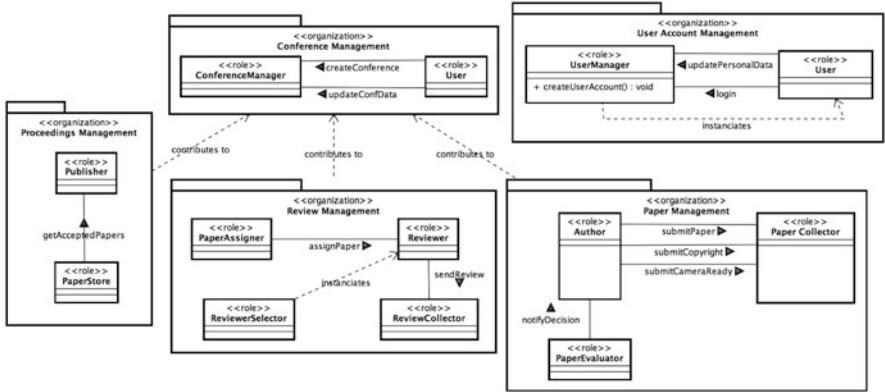 <<organization>>
Conference Management
<<role>>
ConferenceManager
◀createConference
◀updateConfData
<<role>>
User
<<organization>>
User Account Management
<<role>>
UserManager
+ createUserAccount() : void
◀updatePersonalData
◀login
<<role>>
User
instanciates
<<organization>>
Proceedings Management
<<role>>
Publisher
getAcceptedPapers
<<role>>
PaperStore
contributes to
contributes to
contributes to
<<organization>>
Review Management
<<role>>
PaperAssigner
assignPaper ▶
<<role>>
Reviewer
instanciates
sendReview
<<role>>
ReviewerSelector
<<role>>
ReviewCollector
<<organization>>
Paper Management
<<role>>
Author
submitPaper ▶
submitCopyright ▶
submitCameraReady ▶
<<role>>
Paper Collector
notifyDecision
<<role>>
PaperEvaluator